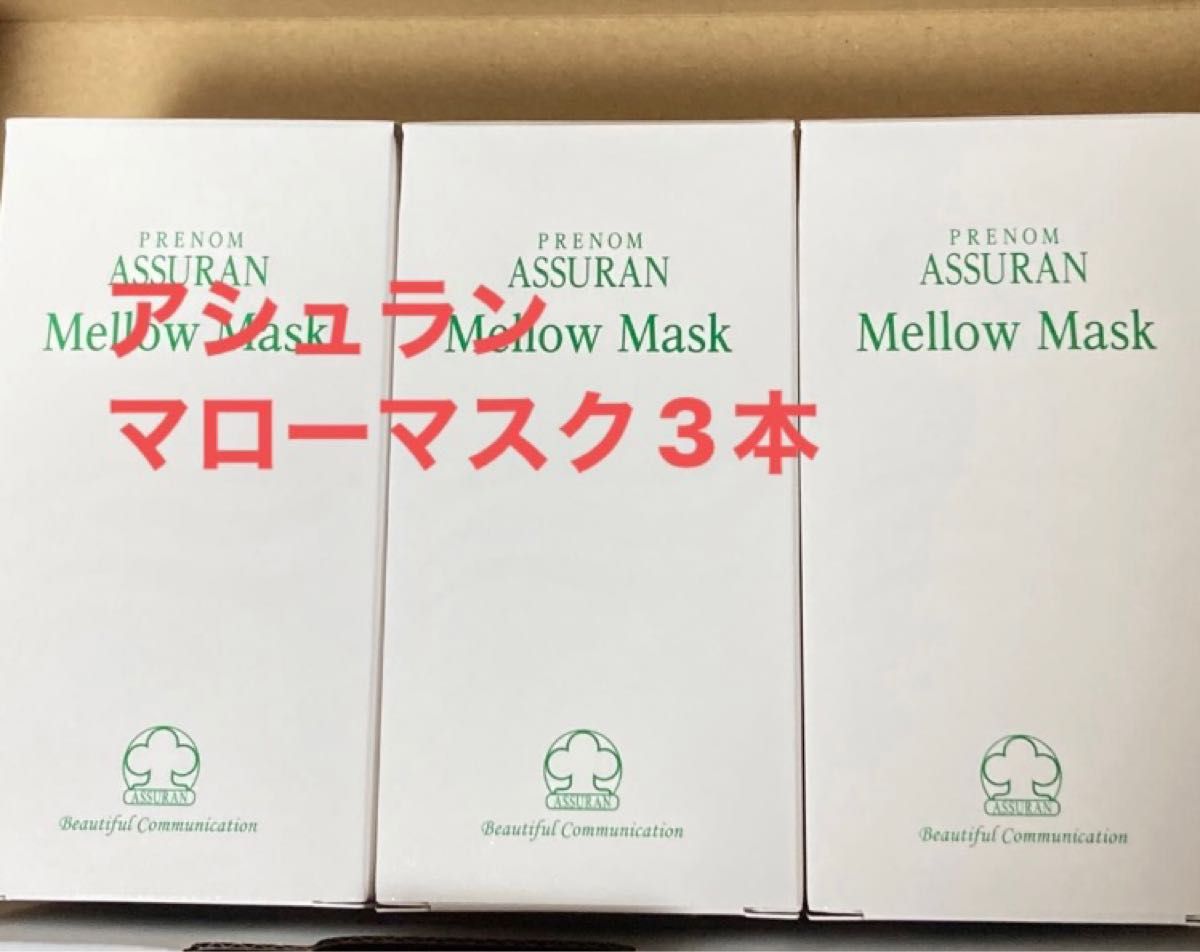 PRENOM
ASSURAN
Mellow Mask
PRENOM
ASSURAN
Mellow Mask
PRENOM
ASSURAN
Mellow Mask
アシュラン
マローマスク3本
ASSURAN
Beautiful Communication
ASSURAN
Beautiful Communication
ASSURAN
Beautiful Communication